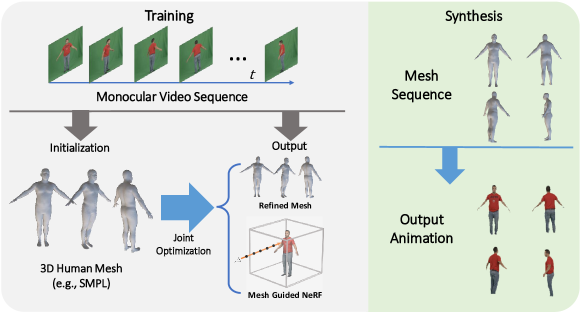 Training
... t
Monocular Video Sequence
Initialization
Output
Refined Mesh
Joint
Optimization
3D Human Mesh
(e.g., SMPL)
Mesh Guided NeRF
Synthesis
Mesh
Sequence
Output
Animation